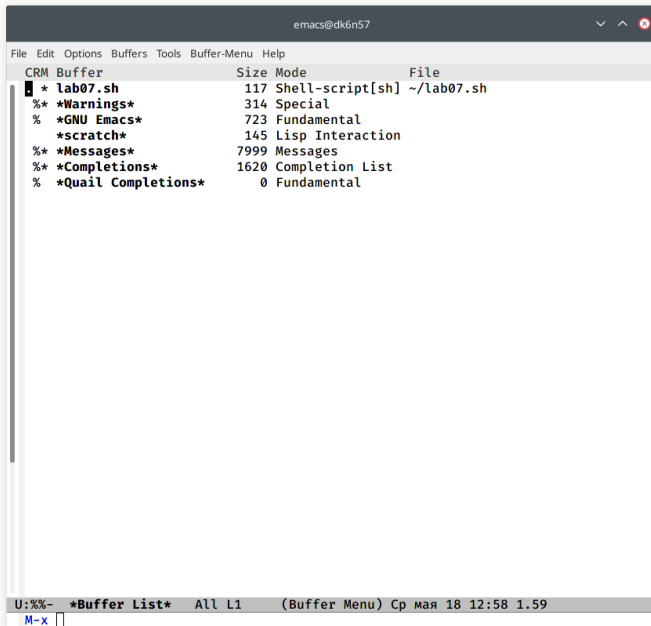 emacs@dk6n57
File Edit Options Buffers Tools Buffer-Menu Help
CRM Buffer Size Mode File
. * lab07.sh 117 Shell-script[sh] ~/lab07.sh
%* *Warnings* 314 Special
% *GNU Emacs* 723 Fundamental
*scratch* 145 Lisp Interaction
%* *Messages* 7999 Messages
%* *Completions* 1620 Completion List
% *Quail Completions* 0 Fundamental
U:%%- *Buffer List* All L1 (Buffer Menu) Ср мая 18 12:58 1.59
M-x